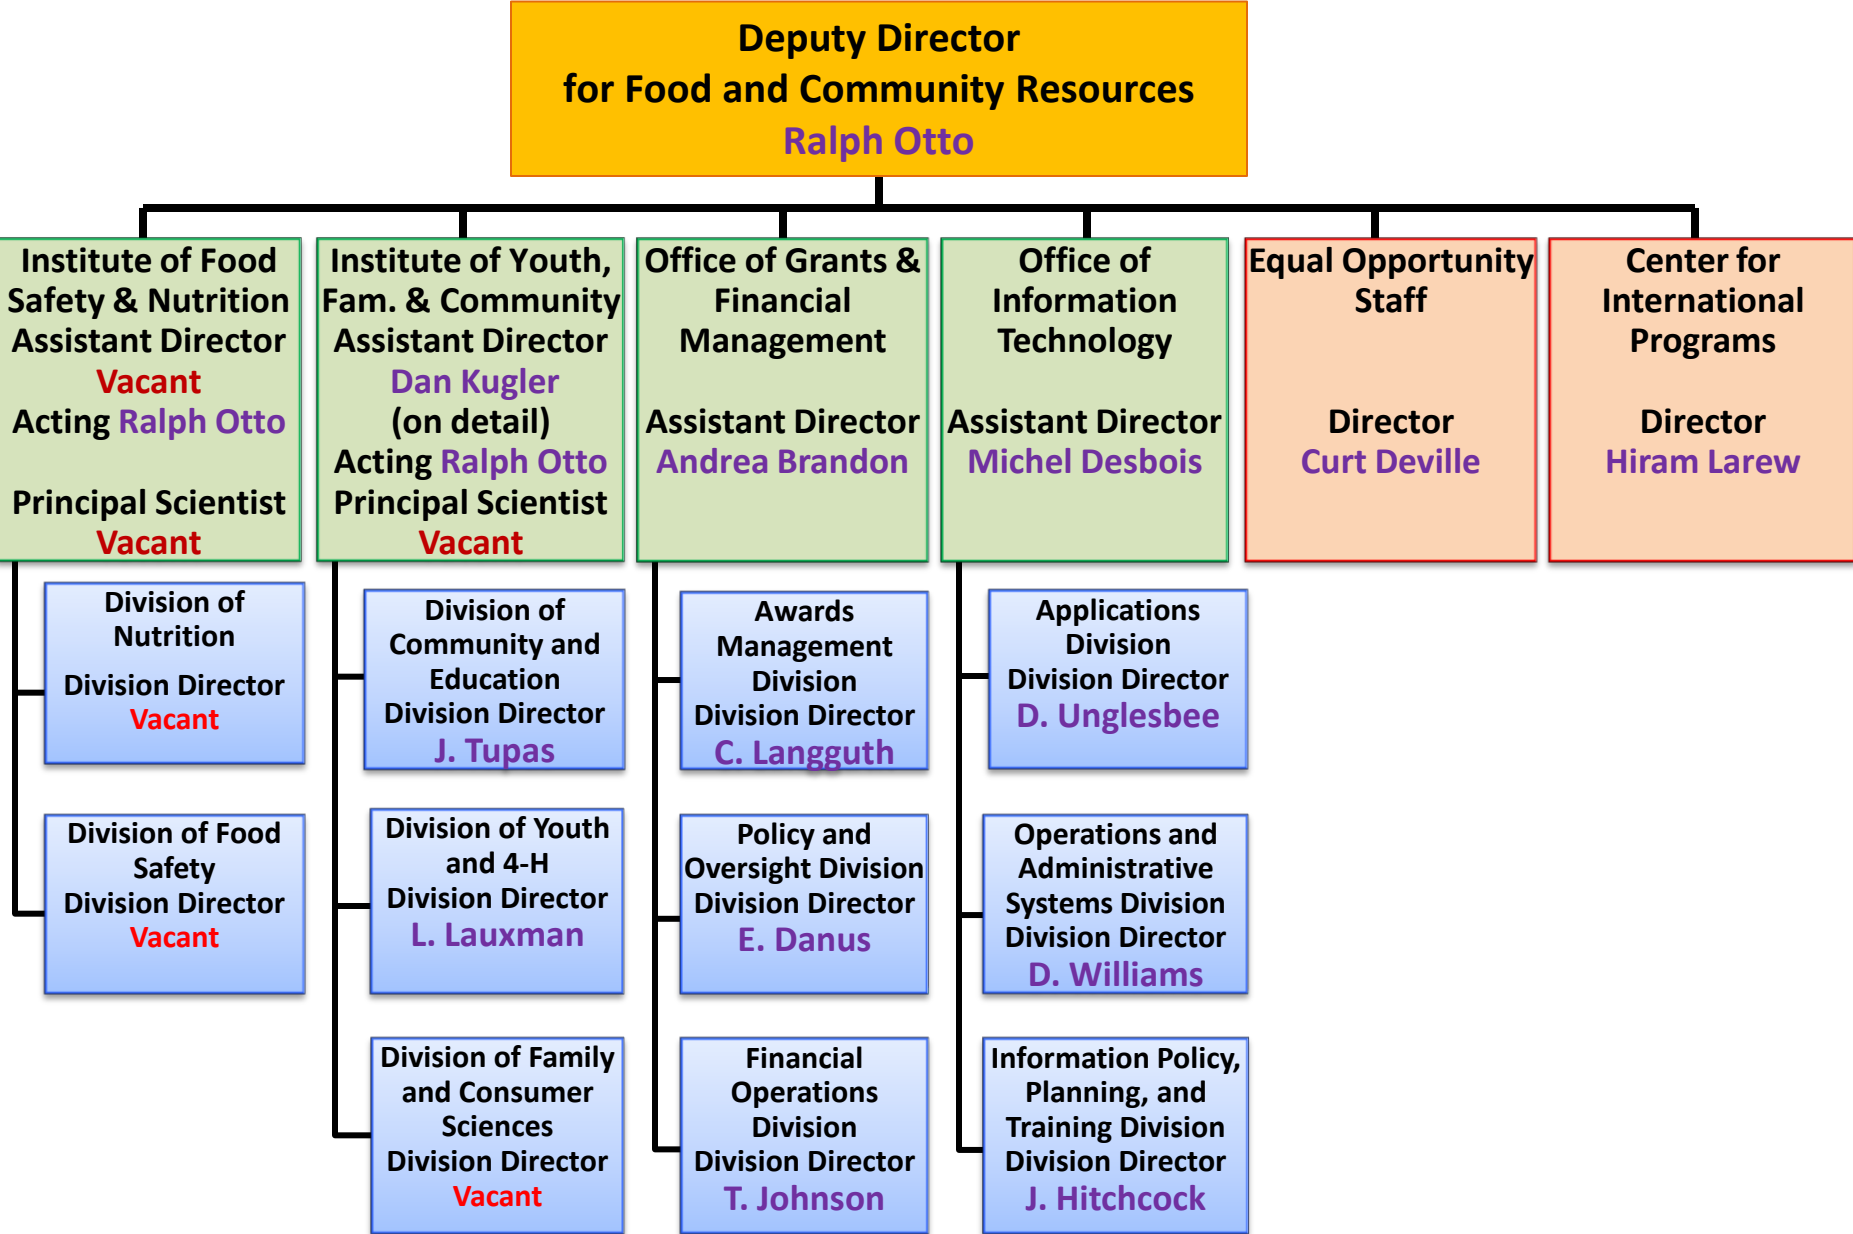 Deputy Director
for Food and Community Resources
Ralph Otto
Institute of Food
Safety & Nutrition
Assistant Director
Vacant
Acting Ralph Otto
Principal Scientist
Vacant
Institute of Youth,
Fam. & Community
Assistant Director
Dan Kugler
(on detail)
Acting Ralph Otto
Principal Scientist
Vacant
Office of Grants &
Financial
Management
Assistant Director
Andrea Brandon
Office of
Information
Technology
Assistant Director
Michel Desbois
Equal Opportunity
Staff
Director
Curt Deville
Center for
International
Programs
Director
Hiram Larew
Division of
Nutrition
Division Director
Vacant
Division of Food
Safety
Division Director
Vacant
Division of
Community and
Education
Division Director
J. Tupas
Division of Youth
and 4-H
Division Director
L. Lauxman
Division of Family
and Consumer
Sciences
Division Director
Vacant
Awards
Management
Division
Division Director
C. Langguth
Policy and
Oversight Division
Division Director
E. Danus
Financial
Operations
Division
Division Director
T. Johnson
Applications
Division
Division Director
D. Unglesbee
Operations and
Administrative
Systems Division
Division Director
D. Williams
Information Policy,
Planning, and
Training Division
Division Director
J. Hitchcock